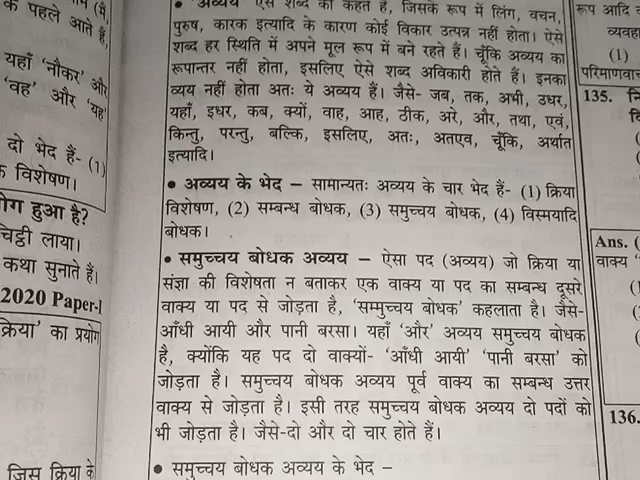 के पहले आते हैं,
यहाँ 'नौकर' और
'वह' और 'यह'
दो भेद हैं- (1)
विशेषण।
हुआ है?
चिट्ठी लाया।
कथा सुनाते हैं।
2020 Paper-I
क्रिया' का प्रयोग
जिस क्रिया के
• अव्यय ऐसे शब्द को कहते हैं, जिसके रूप में लिंग, वचन,
पुरुष, कारक इत्यादि के कारण कोई विकार उत्पन्न नहीं होता। ऐसे
शब्द हर स्थिति में अपने मूल रूप में बने रहते हैं। चूँकि अव्यय का
रूपान्तर नहीं होता, इसलिए ऐसे शब्द अविकारी होते हैं। इनका
व्यय नहीं होता अतः ये अव्यय हैं। जैसे- जब, तक, अभी, उधर,
यहाँ, इधर, कब, क्यों, वाह, आह, ठीक, अरे, और, तथा, एवं,
किन्तु, परन्तु, बल्कि, इसलिए, अतः, अतएव, चूँकि, अर्थात
इत्यादि।
• अव्यय के भेद – सामान्यतः अव्यय के चार भेद हैं- (1) क्रिया
विशेषण, (2) सम्बन्ध बोधक, (3) समुच्चय बोधक, (4) विस्मयादि
बोधक।
• समुच्चय बोधक अव्यय – ऐसा पद (अव्यय) जो क्रिया या
संज्ञा की विशेषता न बताकर एक वाक्य या पद का सम्बन्ध दूसरे
वाक्य या पद से जोड़ता है, 'सम्मुच्चय बोधक' कहलाता है। जैसे-
आँधी आयी और पानी बरसा। यहाँ 'और' अव्यय समुच्चय बोधक
है, क्योंकि यह पद दो वाक्यों- 'आँधी आयी' 'पानी बरसा' को
जोड़ता है। समुच्चय बोधक अव्यय पूर्व वाक्य का सम्बन्ध उत्तर
वाक्य से जोड़ता है। इसी तरह समुच्चय बोधक अव्यय दो पदों को
भी जोड़ता है। जैसे-दो और दो चार होते हैं।
• समुच्चय बोधक अव्यय के भेद –
रूप आदि
(1)
परिमाणवाच
135.
Ans. (
वाक्य
136.